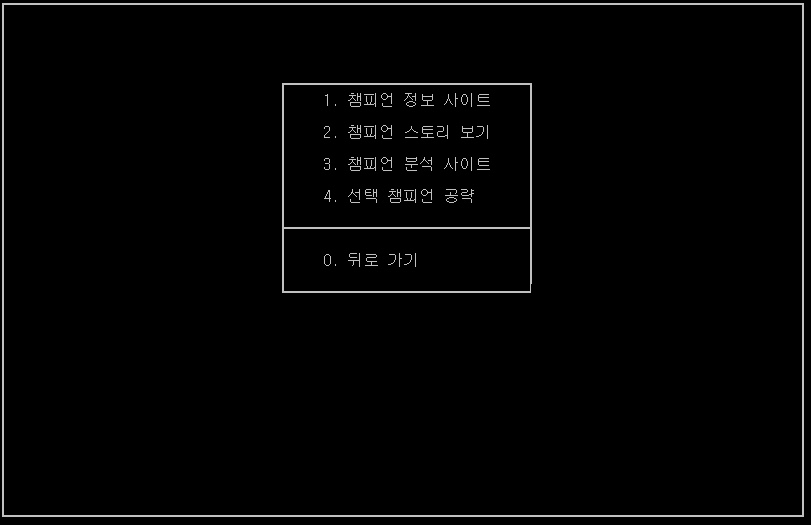 1. 챔피언 정보 사이트
2. 챔피언 스토리 보기
3. 챔피언 분석 사이트
4. 선택 챔피언 공략
0. 뒤로 가기